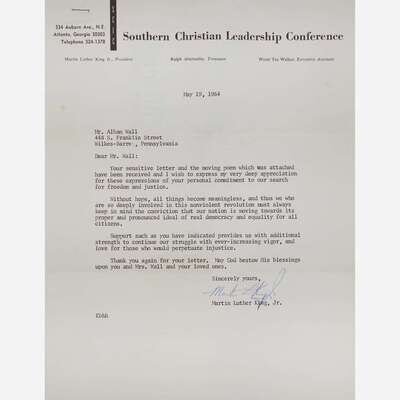 SCLC
334 Auburn Ave., N.E.
Atlanta, Georgia 30303
Telephone 524-1378
Southern Christian Leadership Conference
Martin Luther King Jr., President
Ralph Abernathy, Treasurer
Wyatt Tee Walker, Executive Assistant
May 19, 1964
Mr. Alban Wall
448 S. Franklin Street
Wilkes-Barre, Pennsylvania
Dear Mr. Wall:
Your sensitive letter and the moving poem which was attached
have been received and I wish to express my very deep appreciation
for these expressions of your personal commitment to our search
for freedom and justice.
Without hope, all things become meaningless, and thus we who
are so deeply involved in this nonviolent revolution must always
keep in mind the conviction that our nation is moving towards its
proper and pronounced ideal of real democracy and equality for all
citizens.
Support such as you have indicated provides us with additional
strength to continue our struggle with ever-increasing vigor, and
love for those who would perpetuate injustice.
Thank you again for your letter. May God bestow His blessings
upon you and Mrs. Wall and your loved ones.
Sincerely yours,
Martin Luther King, Jr.